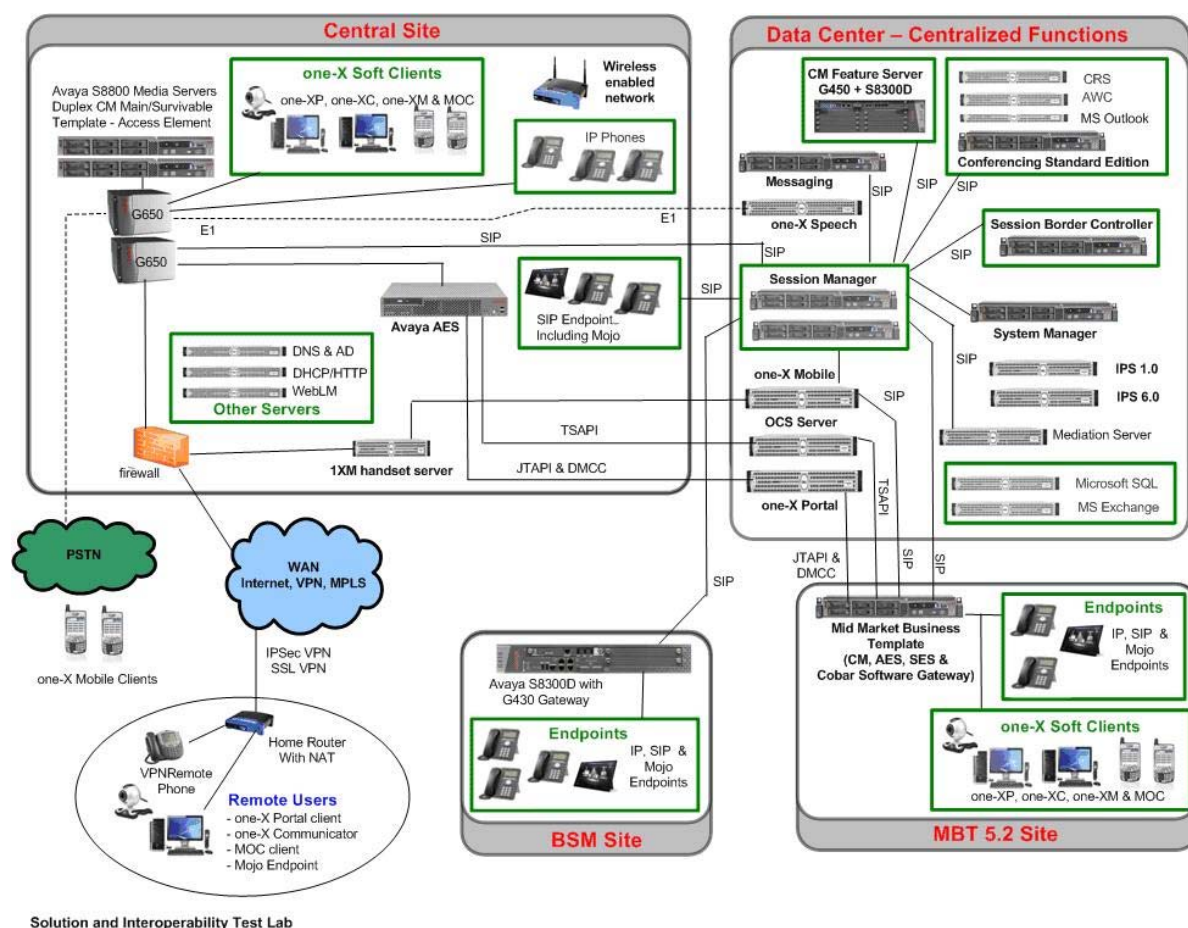 Central Site
Avaya S8800 Media Servers
Duplex CM Main/Survivable
Template - Access Element
one-X Soft Clients
one-XP, one-XC, one-XM & MOC
Wireless
enabled
network
IP Phones
G650
E1
E1
G650
SIP
Avaya AES
SIP Endpoint
Including Mojo
SIP
DNS & AD
DHCP/HTTP
WebLM
Other Servers
firewall
1XM handset server
TSAPI
JTAPI & DMCC
Data Center – Centralized Functions
CM Feature Server
G450 + S8300D
CRS
AWC
MS Outlook
Conferencing Standard Edition
Messaging
SIP
SIP
SIP
one-X Speech
Session Border Controller
SIP
SIP
Session Manager
System Manager
SIP
one-X Mobile
IPS 1.0
SIP
IPS 6.0
OCS Server
Mediation Server
TSAPI
Microsoft SQL
MS Exchange
one-X Portal
JTAPI &
DMCC
SIP
SIP
PSTN
WAN
Internet, VPN, MPLS
SIP
one-X Mobile Clients
IPSec VPN
SSL VPN
Home Router
With NAT
VPNRemote
Phone
Remote Users
- one-X Portal client
- one-X Communicator
- MOC client
- Mojo Endpoint
Avaya S8300D with
G430 Gateway
Endpoints
IP, SIP &
Mojo
Endpoints
BSM Site
Mid Market Business
Template
(CM, AES, SES &
Cobar Software Gateway)
Endpoints
IP, SIP &
Mojo
Endpoints
one-X Soft Clients
one-XP, one-XC, one-XM & MOC
MBT 5.2 Site
Solution and Interoperability Test Lab